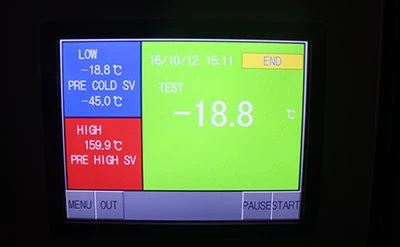 LOW
-18.8℃
PRE COLD SV
-45.0℃
HIGH
159.9℃
PRE HIGH SV
16/10/12 15:11
END
TEST
-18.8 ℃
MENU
OUT
PAUSE
START